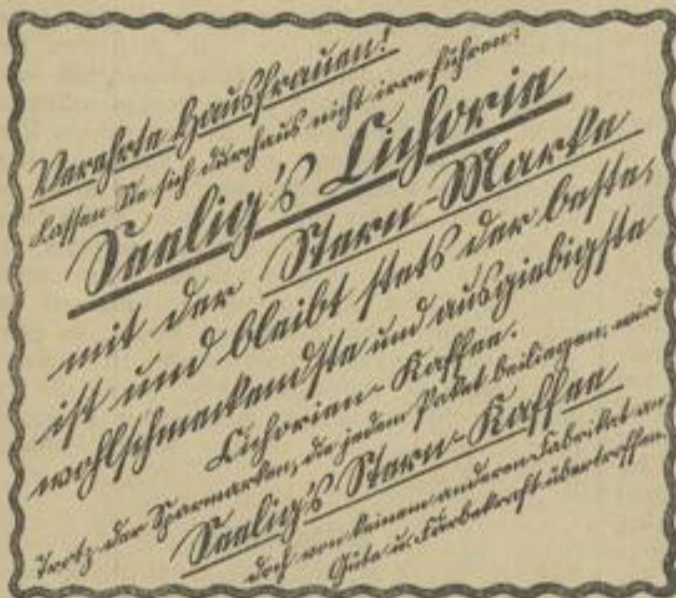 Verehrte Hausfrauen!
Lassen Sie sich durchaus nicht irre führen:
Seelig's Cichorie
mit der Stern-Marke
ist und bleibt stets der beste,
wohlschmeckendste und ausgiebigste
Cichorien-Kaffee.
Trotz der Sparmarken, die jedem Paket beiliegen, wird
Seelig's Stern-Kaffee
doch von keinem anderen Fabrikat an
Güte u. Färbekraft übertroffen.